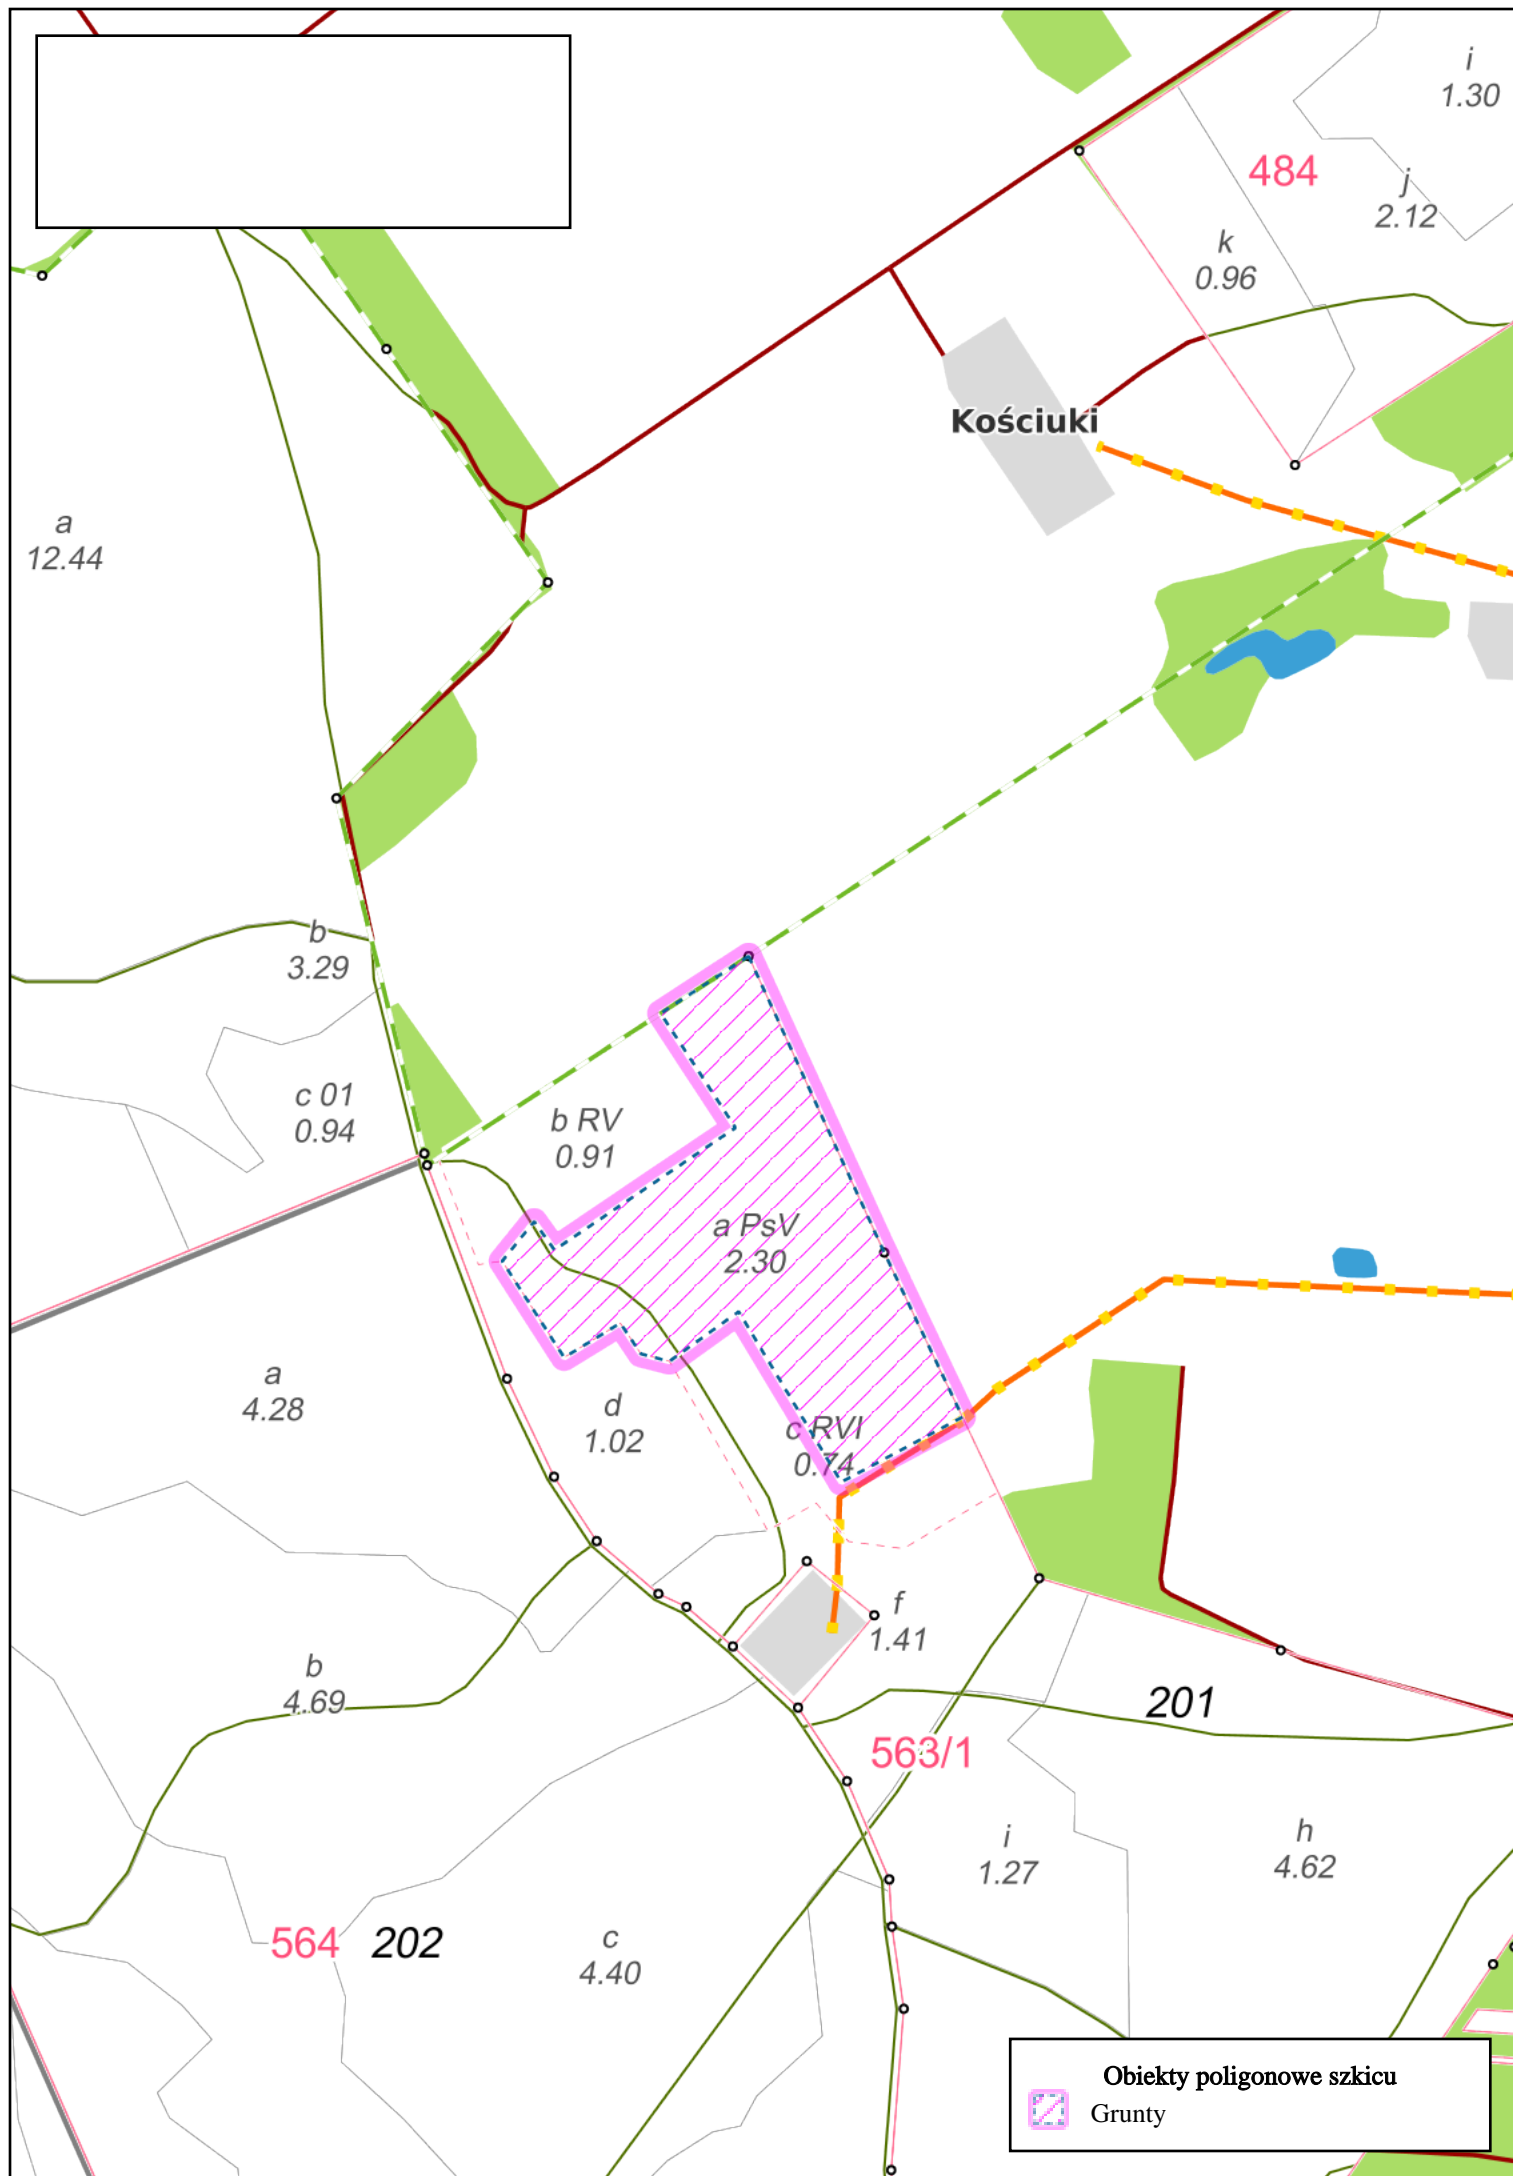 i
1.30
484
j
2.12
k
0.96
Kościuki
a
12.44
b
3.29
c 01
0.94
b RV
0.91
a PsV
2.30
a
4.28
d
1.02
c RVI
0.74
f
1.41
b
4.69
201
563/1
i
1.27
h
4.62
564 202
c
4.40
Obiekty poligonowe szkicu
Grunty